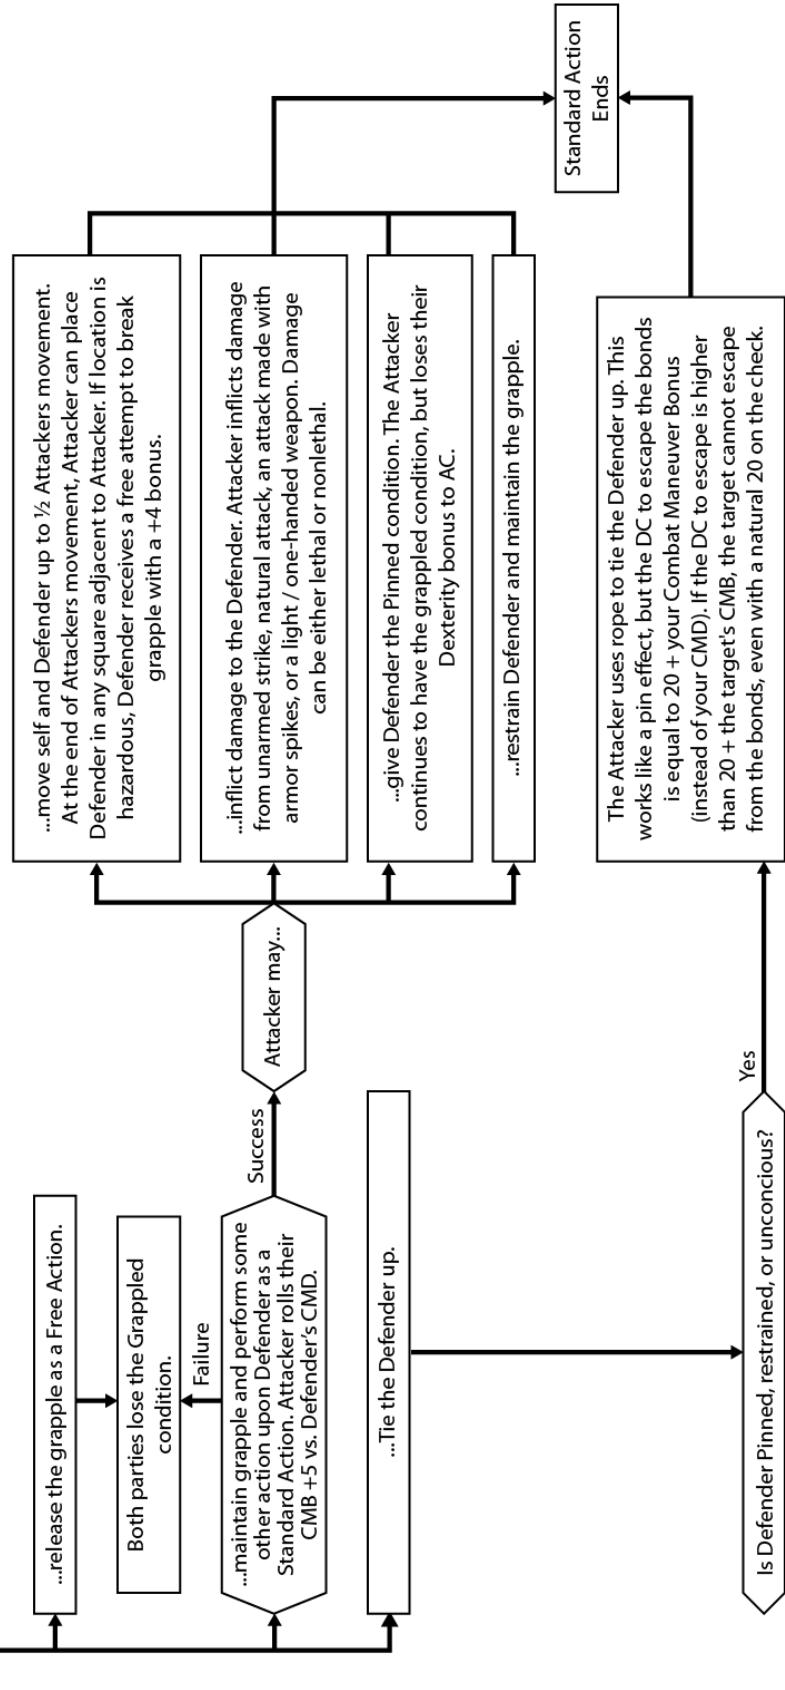 ...release the grapple as a Free Action.
Both parties lose the Grappled
condition.
Failure
...maintain grapple and perform some
other action upon Defender as a
Standard Action. Attacker rolls their
CMB +5 vs. Defender's CMD.
Success
Attacker may...
...move self and Defender up to ½ Attackers movement.
At the end of Attackers movement, Attacker can place
Defender in any square adjacent to Attacker. If location is
hazardous, Defender receives a free attempt to break
grapple with a +4 bonus.
...inflict damage to the Defender. Attacker inflicts damage
from unarmed strike, natural attack, an attack made with
armor spikes, or a light / one-handed weapon. Damage
can be either lethal or nonlethal.
...give Defender the Pinned condition. The Attacker
continues to have the grappled condition, but loses their
Dexterity bonus to AC.
...restrain Defender and maintain the grapple.
Standard Action
Ends
...Tie the Defender up.
Is Defender Pinned, restrained, or unconcious?
Yes
The Attacker uses rope to tie the Defender up. This
works like a pin effect, but the DC to escape the bonds
is equal to 20 + your Combat Maneuver Bonus
(instead of your CMD). If the DC to escape is higher
than 20 + the target's CMB, the target cannot escape
from the bonds, even with a natural 20 on the check.